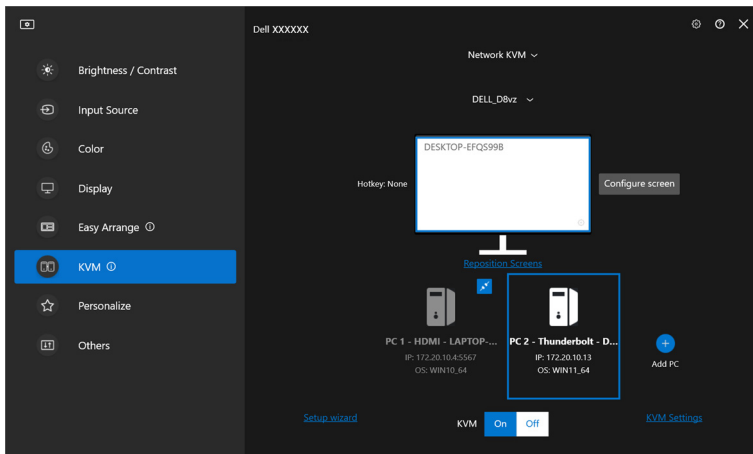 Dell XXXXXX
Brightness / Contrast
Input Source
Color
Display
Easy Arrange
KVM
Personalize
Others
Network KVM
DELL_D8vz
DESKTOP-EFQS99B
Hotkey: None
Configure screen
Reposition Screens
PC 1 - HDMI - LAPTOP-...
IP: 172.20.10.4:5567
OS: WIN10_64
PC 2 - Thunderbolt - D...
IP: 172.20.10.13
OS: WIN11_64
Add PC
Setup wizard
KVM On Off
KVM Settings